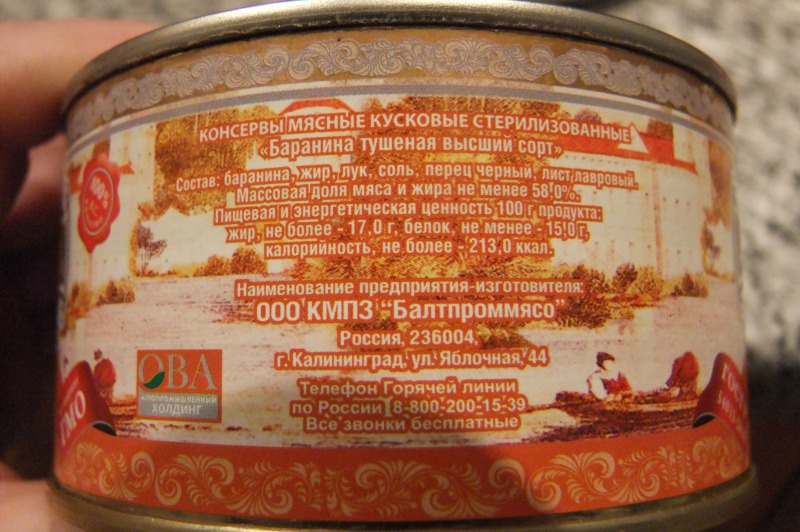 КОНСЕРВЫ МЯСНЫЕ КУСКОВЫЕ СТЕРИЛИЗОВАННЫЕ
«Баранина тушеная высший сорт»
Состав: баранина, жир, лук, соль, перец черный, лист лавровый.
Массовая доля мяса и жира не менее 58,0%.
Пищевая и энергетическая ценность 100 г продукта:
жир, не более - 17,0 г, белок, не менее - 15,0 г,
калорийность, не более - 213,0 ккал.
Наименование предприятия-изготовителя:
ООО КМПЗ “Балтпроммясо”
Россия, 236004,
г. Калининград, ул. Яблочная, 44
Телефон Горячей линии
по России 8-800-200-15-39
Все звонки бесплатные
100%
ОВА
АГРОПРОМЫШЛЕННЫЙ
ХОЛДИНГ
ГМО
ГОСТ